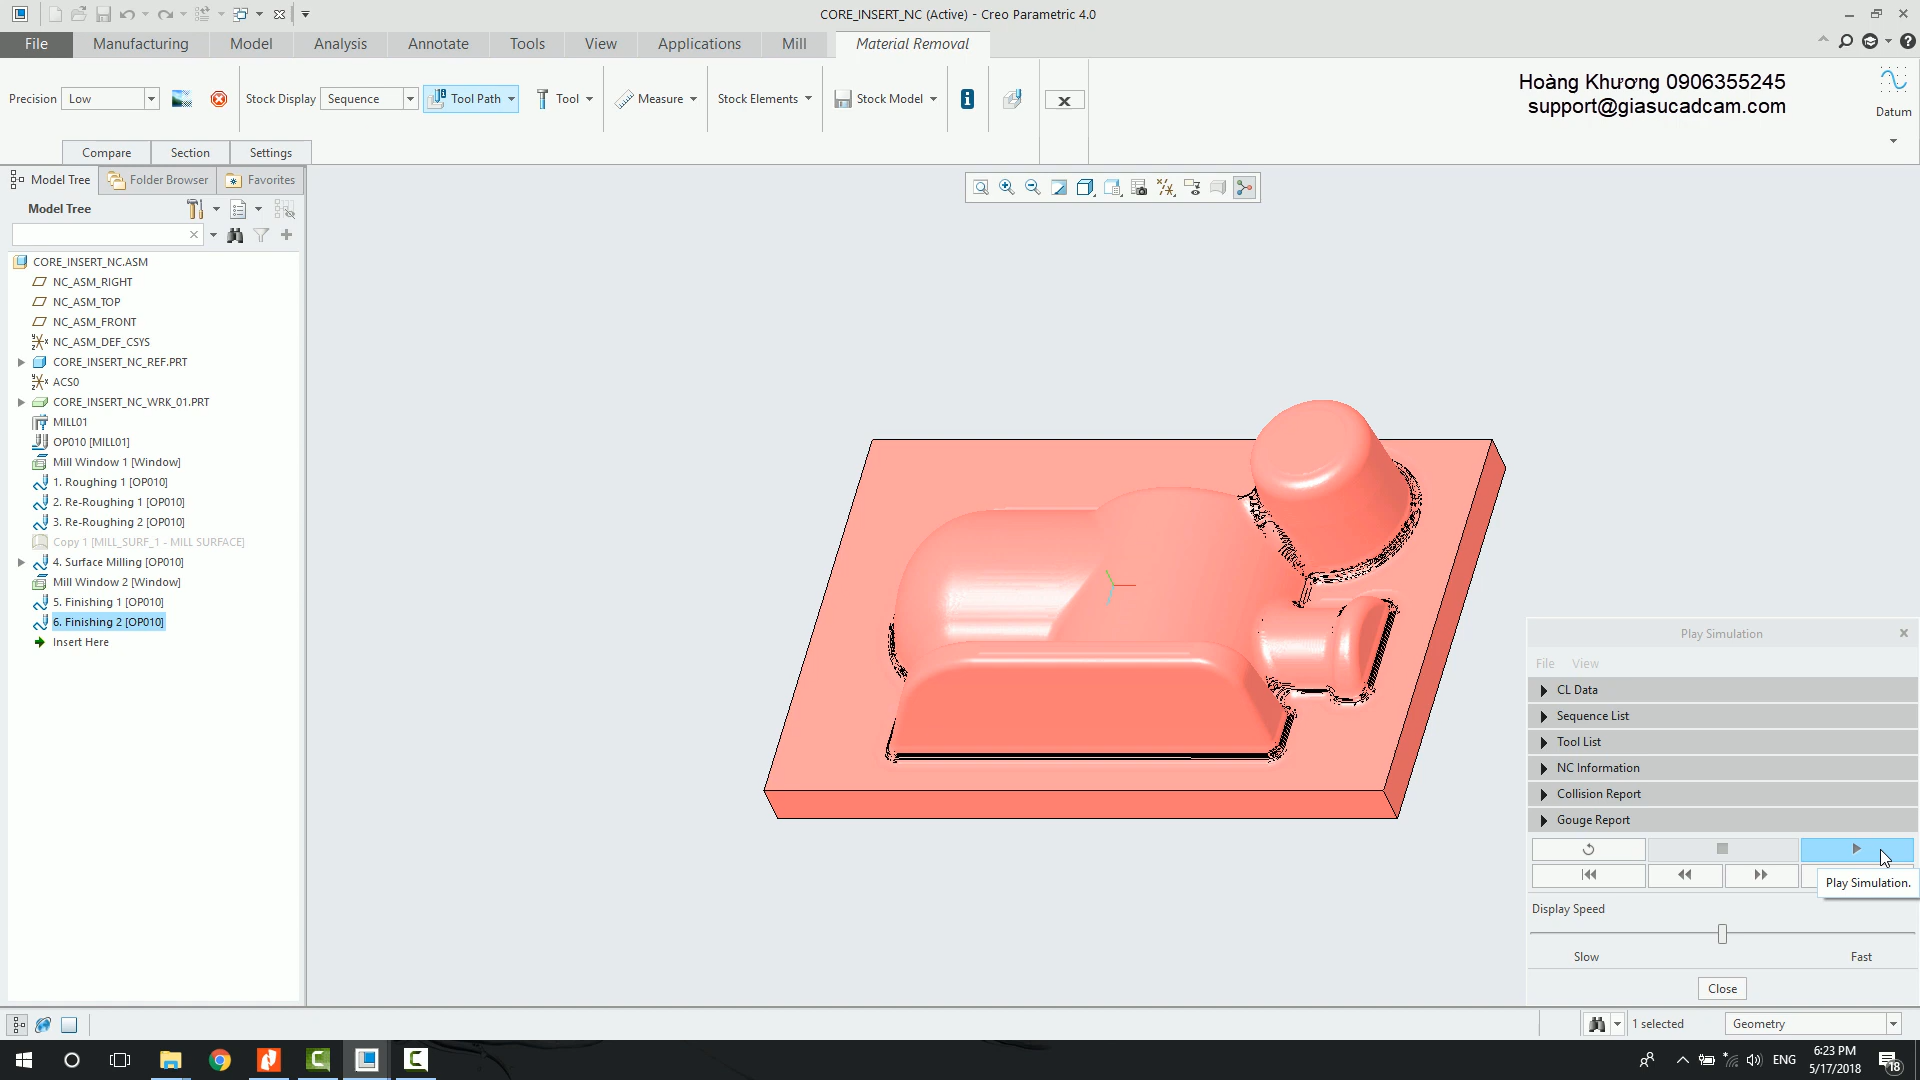 CORE_INSERT_NC (Active) - Creo Parametric 4.0
File Manufacturing Model Analysis Annotate Tools View Applications Mill Material Removal
Precision Low Stock Display Sequence Tool Path Tool Measure Stock Elements Stock Model
Hoàng Khương 0906355245
support@giasucadcam.com
Datum
Compare Section Settings
Model Tree Folder Browser Favorites
Model Tree
CORE_INSERT_NC.ASM
NC_ASM_RIGHT
NC_ASM_TOP
NC_ASM_FRONT
NC_ASM_DEF_CSYS
CORE_INSERT_NC_REF.PRT
ACS0
CORE_INSERT_NC_WRK_01.PRT
MILL01
OP010 [MILL01]
Mill Window 1 [Window]
1. Roughing 1 [OP010]
2. Re-Roughing 1 [OP010]
3. Re-Roughing 2 [OP010]
Copy 1 [MILL_SURF_1 - MILL SURFACE]
4. Surface Milling [OP010]
Mill Window 2 [Window]
5. Finishing 1 [OP010]
6. Finishing 2 [OP010]
Insert Here
Play Simulation
File View
CL Data
Sequence List
Tool List
NC Information
Collision Report
Gouge Report
Play Simulation.
Display Speed
Slow Fast
Close
1 selected Geometry
ENG
6:23 PM
5/17/2018
18